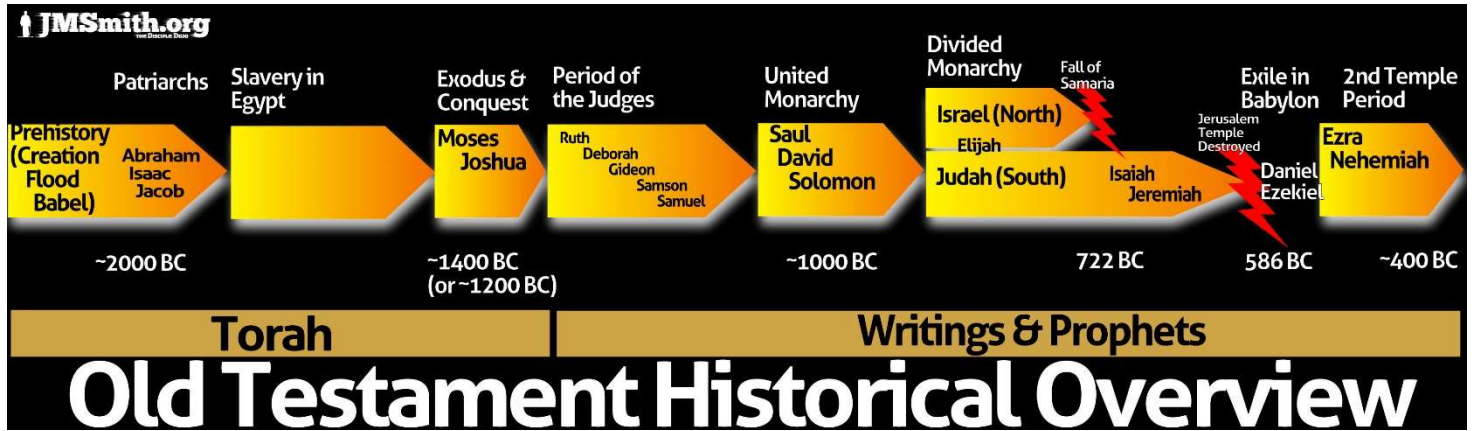 JMSmith.org
THE DISCIPLE DOJO
Patriarchs
Prehistory
(Creation
Flood
Babel)
Abraham
Isaac
Jacob
~2000 BC
Slavery in
Egypt
Exodus &
Conquest
Moses
Joshua
~1400 BC
(or ~1200 BC)
Period of
the Judges
Ruth
Deborah
Gideon
Samson
Samuel
United
Monarchy
Saul
David
Solomon
~1000 BC
Divided
Monarchy
Israel (North)
Elijah
Judah (South)
Fall of
Samaria
722 BC
Isaiah
Jeremiah
Jerusalem
Temple
Destroyed
586 BC
Exile in
Babylon
Daniel
Ezekiel
2nd Temple
Period
Ezra
Nehemiah
~400 BC
Torah
Writings & Prophets
Old Testament Historical Overview